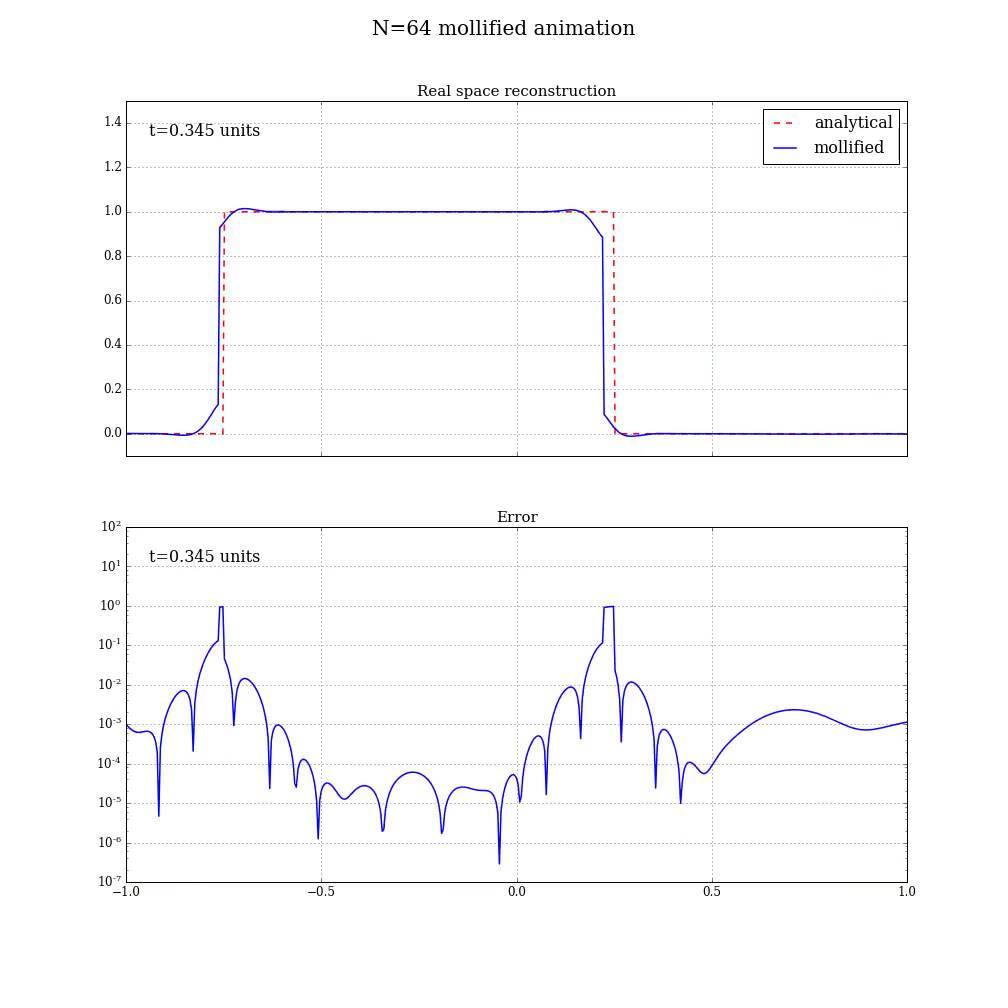 N=64 mollified animation
Real space reconstruction
t=0.345 units
analytical
mollified
1.4
1.2
1.0
0.8
0.6
0.4
0.2
0.0
Error
t=0.345 units
10²
10¹
10⁰
10⁻¹
10⁻²
10⁻³
10⁻⁴
10⁻⁵
10⁻⁶
10⁻⁷
−1.0 −0.5 0.0 0.5 1.0